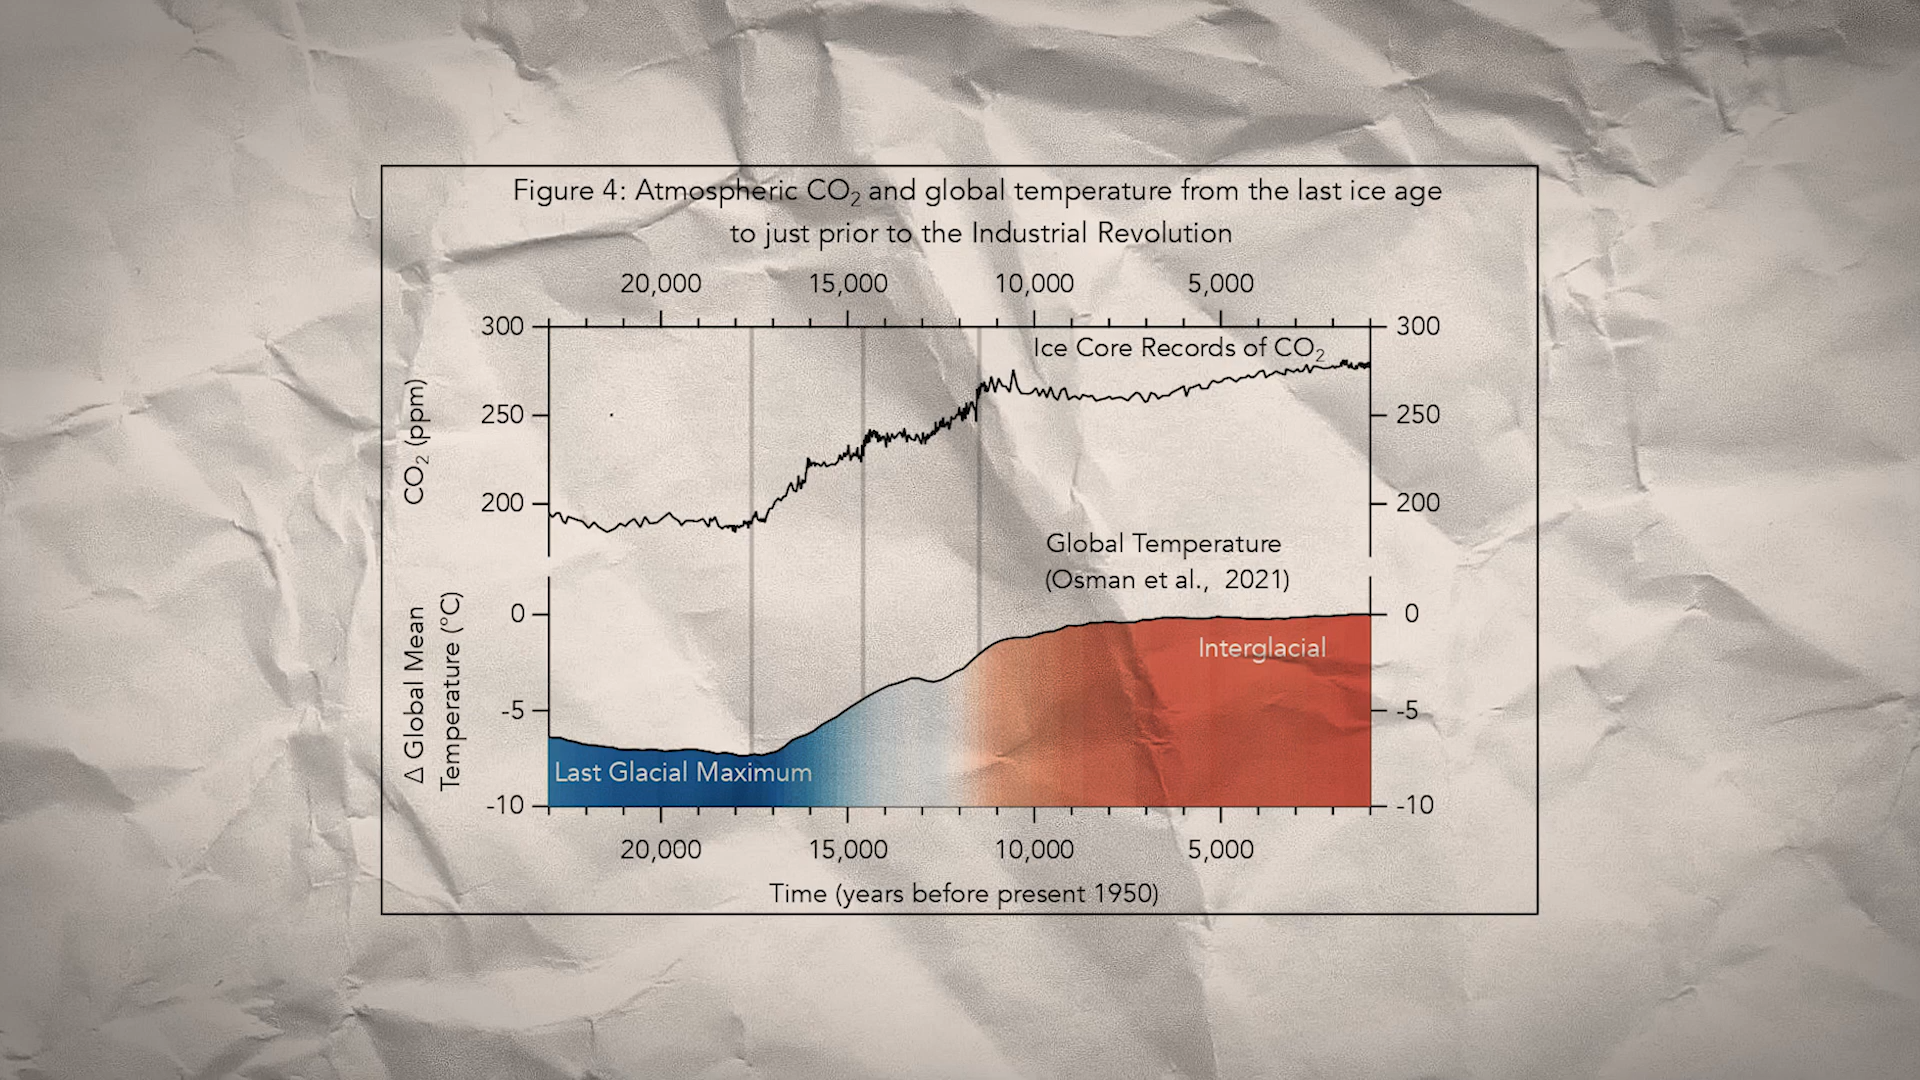 Figure 4: Atmospheric CO₂ and global temperature from the last ice age
to just prior to the Industrial Revolution
20,000 15,000 10,000 5,000
300 300
Ice Core Records of CO₂
CO₂ (ppm)
250 250
200 200
Global Temperature
(Osman et al., 2021)
Δ Global Mean
Temperature (°C)
0 0
Interglacial
-5 -5
Last Glacial Maximum
-10 -10
20,000 15,000 10,000 5,000
Time (years before present 1950)